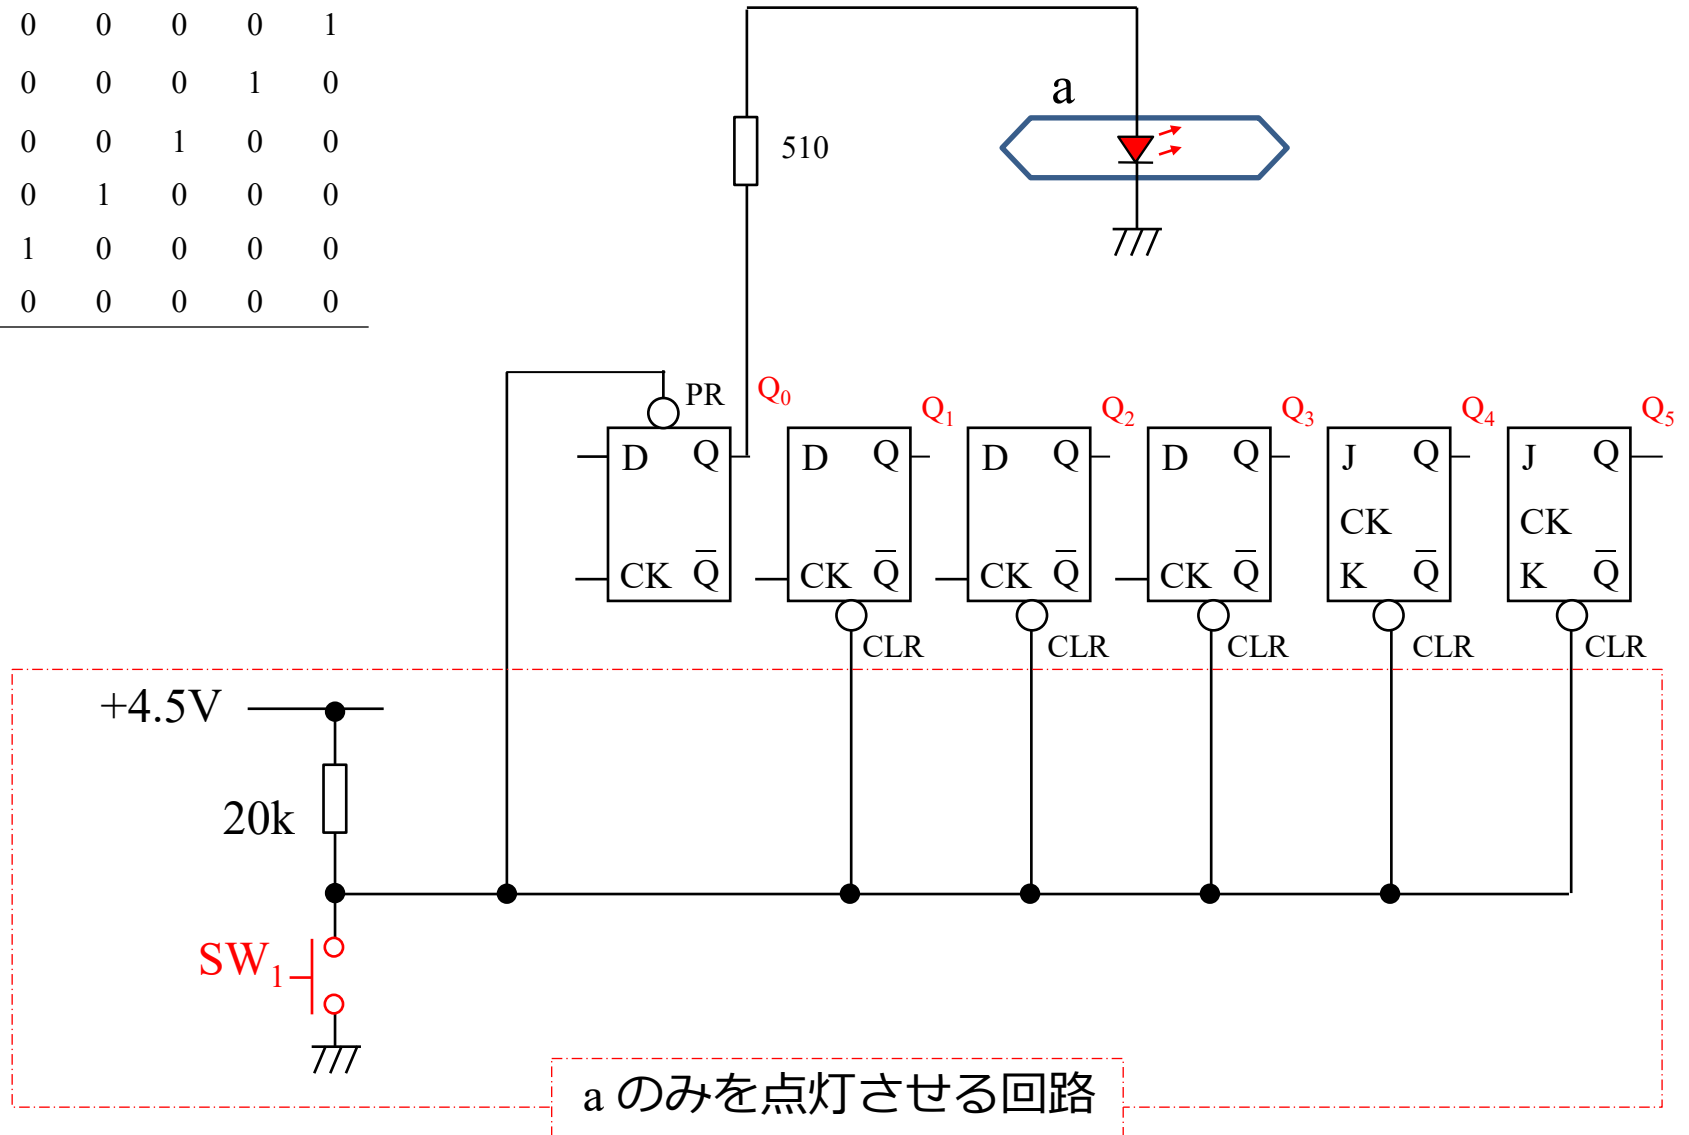 0 0 0 0 1
0 0 0 1 0
0 0 1 0 0
0 1 0 0 0
1 0 0 0 0
0 0 0 0 0
a
510
PR Q₀ Q₁ Q₂ Q₃ Q₄ Q₅
D Q D Q D Q D Q J Q J Q
CK CK
CK Q̅ CK Q̅ CK Q̅ CK Q̅ K Q̅ K Q̅
CLR CLR CLR CLR CLR
+4.5V
20k
SW₁
a のみを点灯させる回路